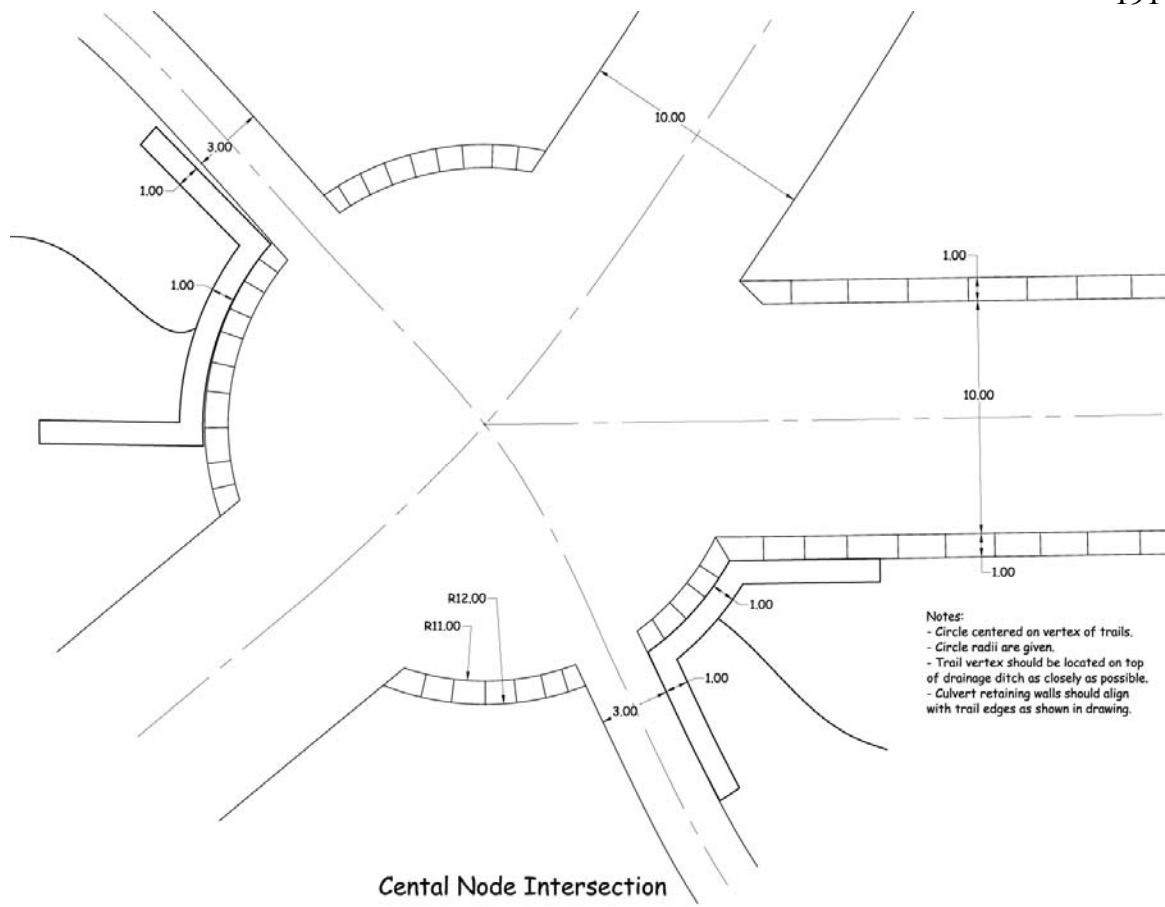 10.00
3.00
1.00
1.00
1.00
10.00
R12.00
R11.00
1.00
1.00
1.00
3.00
Notes:
- Circle centered on vertex of trails.
- Circle radii are given.
- Trail vertex should be located on top
of drainage ditch as closely as possible.
- Culvert retaining walls should align
with trail edges as shown in drawing.
Cental Node Intersection